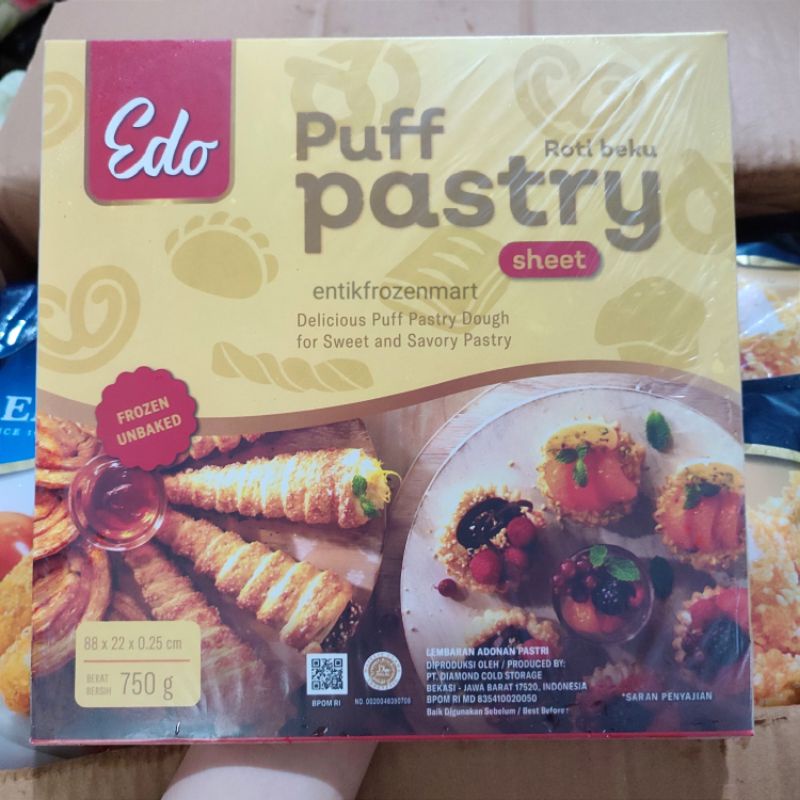 Edo
Puff
Roti beku
pastry
sheet
entikfrozenmart
Delicious Puff Pastry Dough
for Sweet and Savory Pastry
FROZEN
UNBAKED
88 x 22 x 0.25 cm
BERAT
BERSIH
750 g
BPOM RI
LEMBARAN ADONAN PASTRI
DIPRODUKSI OLEH / PRODUCED BY:
PT. DIAMOND COLD STORAGE
BEKASI - JAWA BARAT 17520, INDONESIA
BPOM RI MD 835410020050
Baik Digunakan Sebelum / Best Before:
*SARAN PENYAJIAN